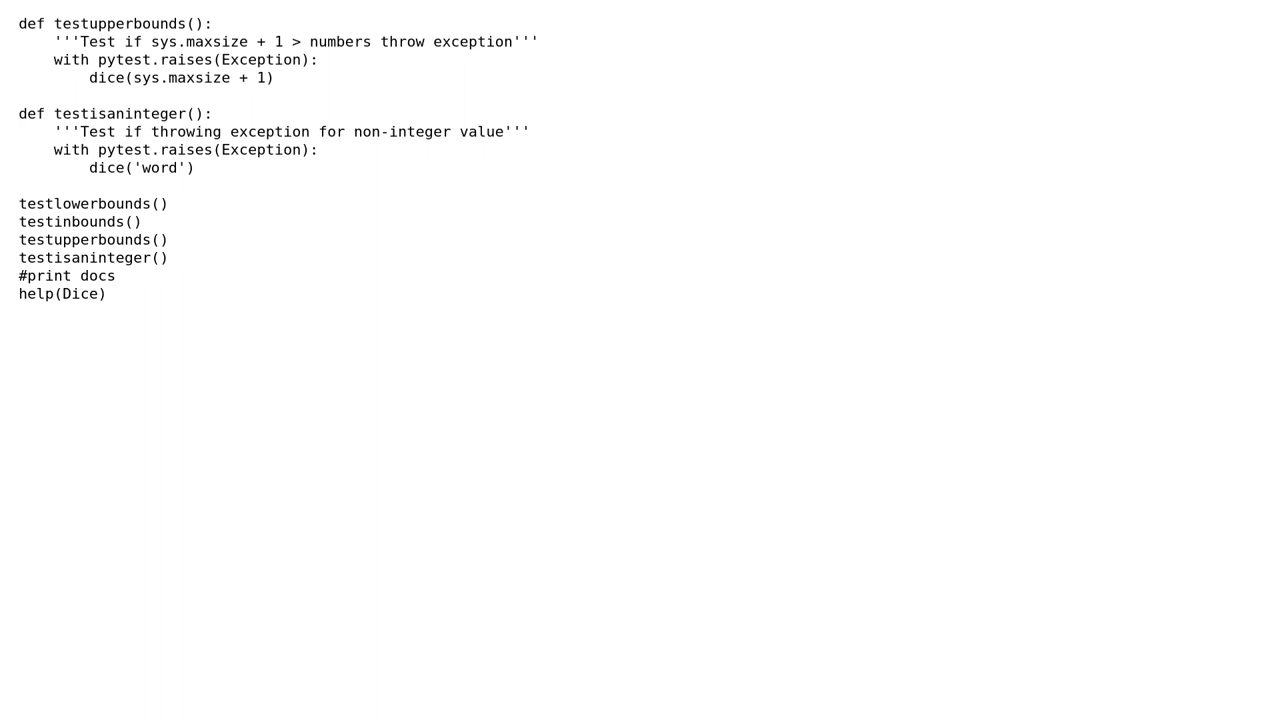 def testupperbounds():
    '''Test if sys.maxsize + 1 > numbers throw exception'''
    with pytest.raises(Exception):
        dice(sys.maxsize + 1)

def testisaninteger():
    '''Test if throwing exception for non-integer value'''
    with pytest.raises(Exception):
        dice('word')

testlowerbounds()
testinbounds()
testupperbounds()
testisaninteger()
#print docs
help(Dice)